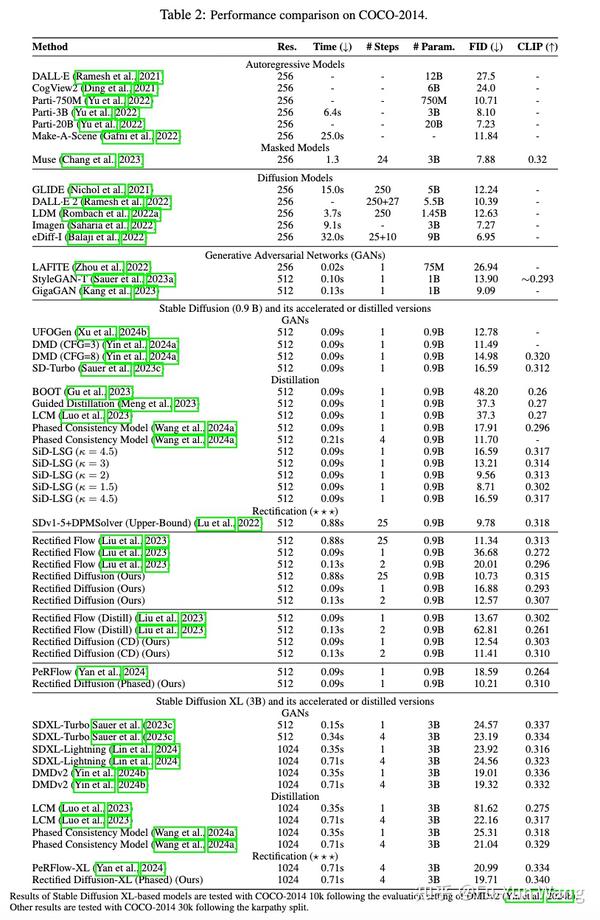 Table 2: Performance comparison on COCO-2014.
Method Res. Time (↓) # Steps # Param. FID (↓) CLIP (↑)
Autoregressive Models
DALL·E (Ramesh et al., 2021) 256 - - 12B 27.5 -
CogView2 (Ding et al., 2021) 256 - - 6B 24.0 -
Parti-750M (Yu et al., 2022) 256 - - 750M 10.71 -
Parti-3B (Yu et al., 2022) 256 6.4s - 3B 8.10 -
Parti-20B (Yu et al., 2022) 256 - - 20B 7.23 -
Make-A-Scene (Gafni et al., 2022) 256 25.0s - - 11.84 -
Masked Models
Muse (Chang et al., 2023) 256 1.3 24 3B 7.88 0.32
Diffusion Models
GLIDE (Nichol et al., 2021) 256 15.0s 250 5B 12.24 -
DALL·E 2 (Ramesh et al., 2022) 256 - 250+27 5.5B 10.39 -
LDM (Rombach et al., 2022a) 256 3.7s 250 1.45B 12.63 -
Imagen (Saharia et al., 2022) 256 9.1s - 3B 7.27 -
eDiff-I (Balaji et al., 2022) 256 32.0s 25+10 9B 6.95 -
Generative Adversarial Networks (GANs)
LAFITE (Zhou et al., 2022) 256 0.02s 1 75M 26.94 -
StyleGAN-T (Sauer et al., 2023a) 512 0.10s 1 1B 13.90 ~0.293
GigaGAN (Kang et al., 2023) 512 0.13s 1 1B 9.09 -
Stable Diffusion (0.9 B) and its accelerated or distilled versions
GANs
UFOGen (Xu et al., 2024b) 512 0.09s 1 0.9B 12.78 -
DMD (CFG=3) (Yin et al., 2024a) 512 0.09s 1 0.9B 11.49 -
DMD (CFG=8) (Yin et al., 2024a) 512 0.09s 1 0.9B 14.98 0.320
SD-Turbo (Sauer et al., 2023c) 512 0.09s 1 0.9B 16.59 0.312
Distillation
BOOT (Gu et al., 2023) 512 0.09s 1 0.9B 48.20 0.26
Guided Distillation (Meng et al., 2023) 512 0.09s 1 0.9B 37.3 0.27
LCM (Luo et al., 2023) 512 0.09s 1 0.9B 37.3 0.27
Phased Consistency Model (Wang et al., 2024a) 512 0.09s 1 0.9B 17.91 0.296
Phased Consistency Model (Wang et al., 2024a) 512 0.21s 4 0.9B 11.70 -
SiD-LSG (κ = 4.5) 512 0.09s 1 0.9B 16.59 0.317
SiD-LSG (κ = 3) 512 0.09s 1 0.9B 13.21 0.314
SiD-LSG (κ = 2) 512 0.09s 1 0.9B 9.56 0.313
SiD-LSG (κ = 1.5) 512 0.09s 1 0.9B 8.71 0.302
SiD-LSG (κ = 4.5) 512 0.09s 1 0.9B 16.59 0.317
Rectification (⋆⋆⋆)
SDv1-5+DPMSolver (Upper-Bound) (Lu et al., 2022) 512 0.88s 25 0.9B 9.78 0.318
Rectified Flow (Liu et al., 2023) 512 0.88s 25 0.9B 11.34 0.313
Rectified Flow (Liu et al., 2023) 512 0.09s 1 0.9B 36.68 0.272
Rectified Flow (Liu et al., 2023) 512 0.13s 2 0.9B 20.01 0.296
Rectified Diffusion (Ours) 512 0.88s 25 0.9B 10.73 0.315
Rectified Diffusion (Ours) 512 0.09s 1 0.9B 16.88 0.293
Rectified Diffusion (Ours) 512 0.13s 2 0.9B 12.57 0.307
Rectified Flow (Distill) (Liu et al., 2023) 512 0.09s 1 0.9B 13.67 0.302
Rectified Flow (Distill) (Liu et al., 2023) 512 0.13s 2 0.9B 62.81 0.261
Rectified Diffusion (CD) (Ours) 512 0.09s 1 0.9B 12.54 0.303
Rectified Diffusion (CD) (Ours) 512 0.13s 2 0.9B 11.41 0.310
PeRFlow (Yan et al., 2024) 512 0.09s 1 0.9B 18.59 0.264
Rectified Diffusion (Phased) (Ours) 512 0.09s 1 0.9B 10.21 0.310
Stable Diffusion XL (3B) and its accelerated or distilled versions
GANs
SDXL-Turbo Sauer et al. (2023c) 512 0.15s 1 3B 24.57 0.337
SDXL-Turbo Sauer et al. (2023c) 512 0.34s 4 3B 23.19 0.334
SDXL-Lightning (Lin et al., 2024) 1024 0.35s 1 3B 23.92 0.316
SDXL-Lightning (Lin et al., 2024) 1024 0.71s 4 3B 24.56 0.323
DMDv2 (Yin et al., 2024b) 1024 0.35s 1 3B 19.01 0.336
DMDv2 (Yin et al., 2024b) 1024 0.71s 4 3B 19.32 0.332
Distillation
LCM (Luo et al., 2023) 1024 0.35s 1 3B 81.62 0.275
LCM (Luo et al., 2023) 1024 0.71s 4 3B 22.16 0.317
Phased Consistency Model (Wang et al., 2024a) 1024 0.35s 1 3B 25.31 0.318
Phased Consistency Model (Wang et al., 2024a) 1024 0.71s 4 3B 21.04 0.329
Rectification (⋆⋆⋆)
PeRFlow-XL (Yan et al., 2024) 1024 0.71s 4 3B 20.99 0.334
Rectified Diffusion-XL (Phased) (Ours) 1024 0.71s 4 3B 19.71 0.340
Results of Stable Diffusion XL-based models are tested with COCO-2014 10k following the evaluation setting of DMDv2 (Yin et al., 2024b).
Other results are tested with COCO-2014 30k following the karpathy split.